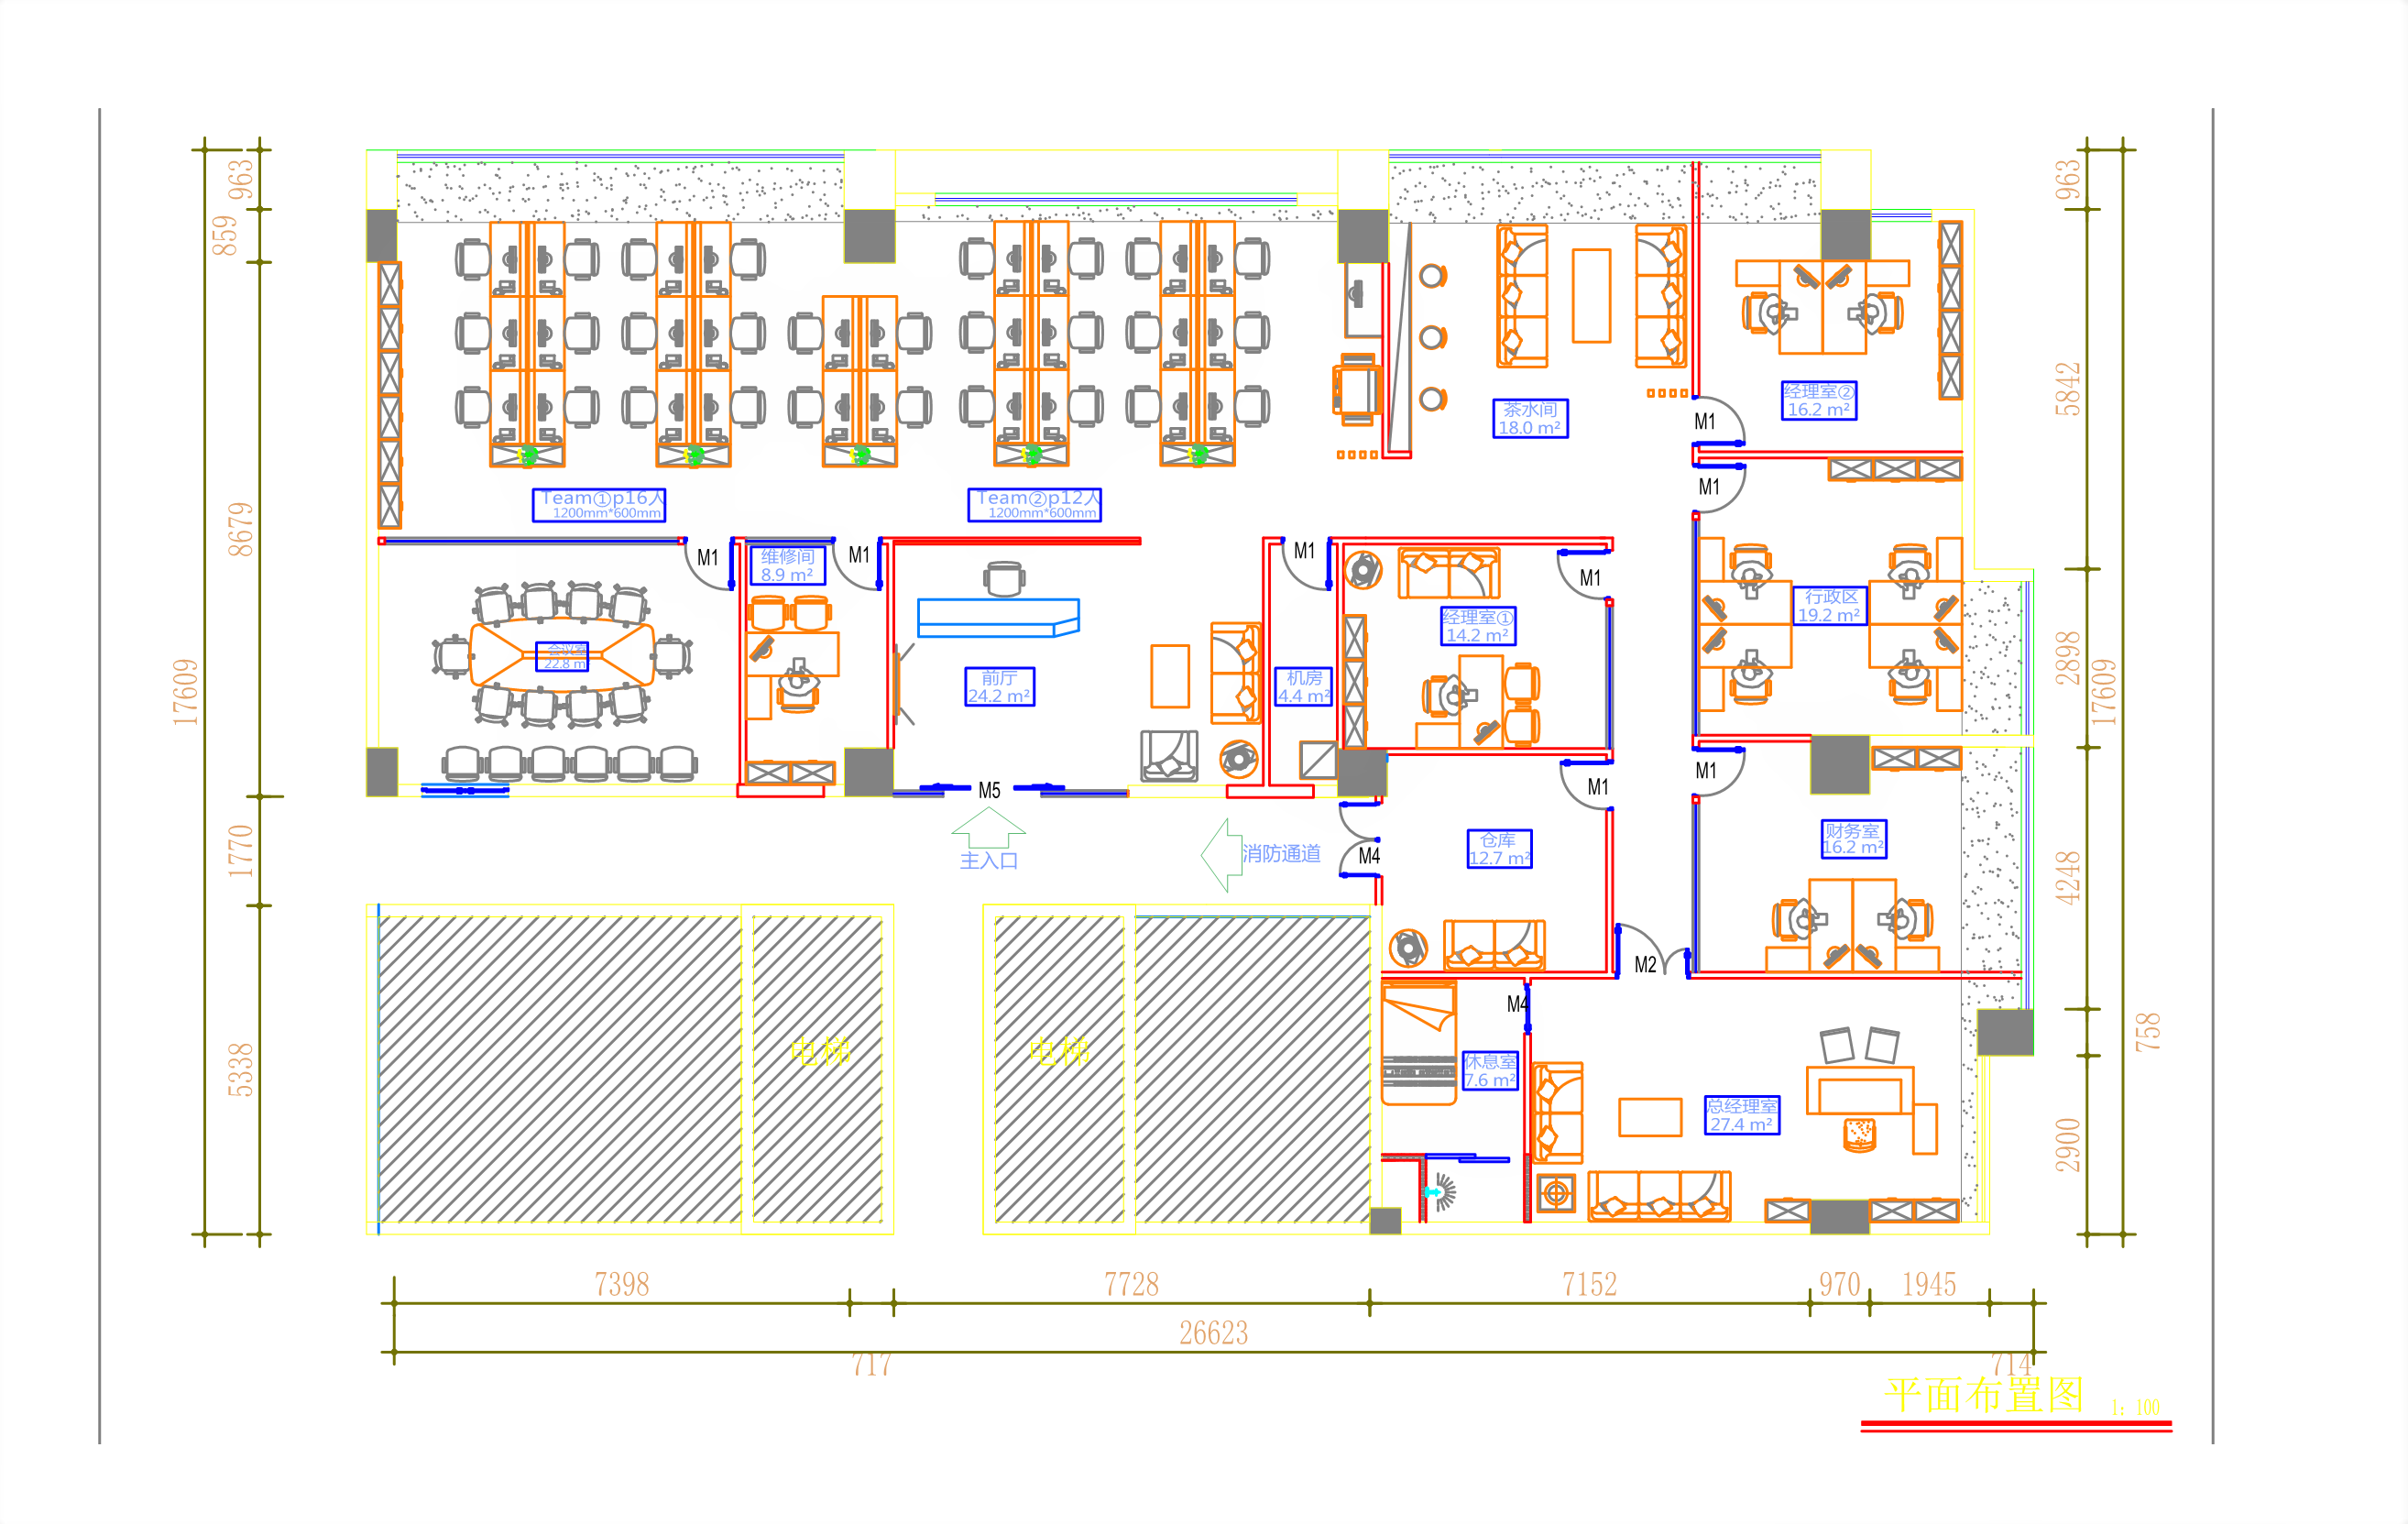 963
859
8679
17609
1770
5338
963
5842
2898
17609
4248
758
2900
茶水间
18.0 m²
经理室②
16.2 m²
M1
M1
Team①p16人
1200mm*600mm
Team②p12人
1200mm*600mm
M1
维修间
8.9 m²
M1
M1
M1
会议室
22.8 m
前厅
24.2 m²
机房
4.4 m²
经理室①
14.2 m²
行政区
19.2 m²
M5
M1
M1
主入口
消防通道
M4
仓库
12.7 m²
财务室
16.2 m²
M2
M4
电梯
电梯
休息室
7.6 m²
总经理室
27.4 m²
7398
7728
7152
970
1945
26623
717
714
平面布置图
1：100